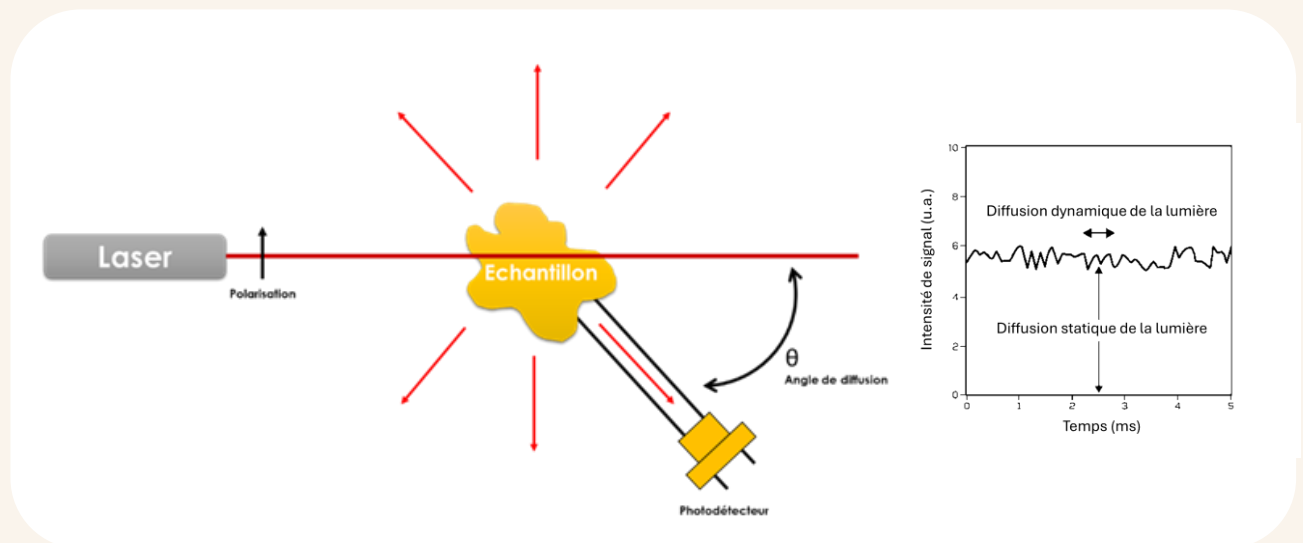 Laser
Polarisation
Echantillon
θ
Angle de diffusion
Photodétecteur
Intensité de signal (u.a.)
10
8
6
4
2
0
Diffusion dynamique de la lumière
Diffusion statique de la lumière
0 1 2 3 4 5
Temps (ms)